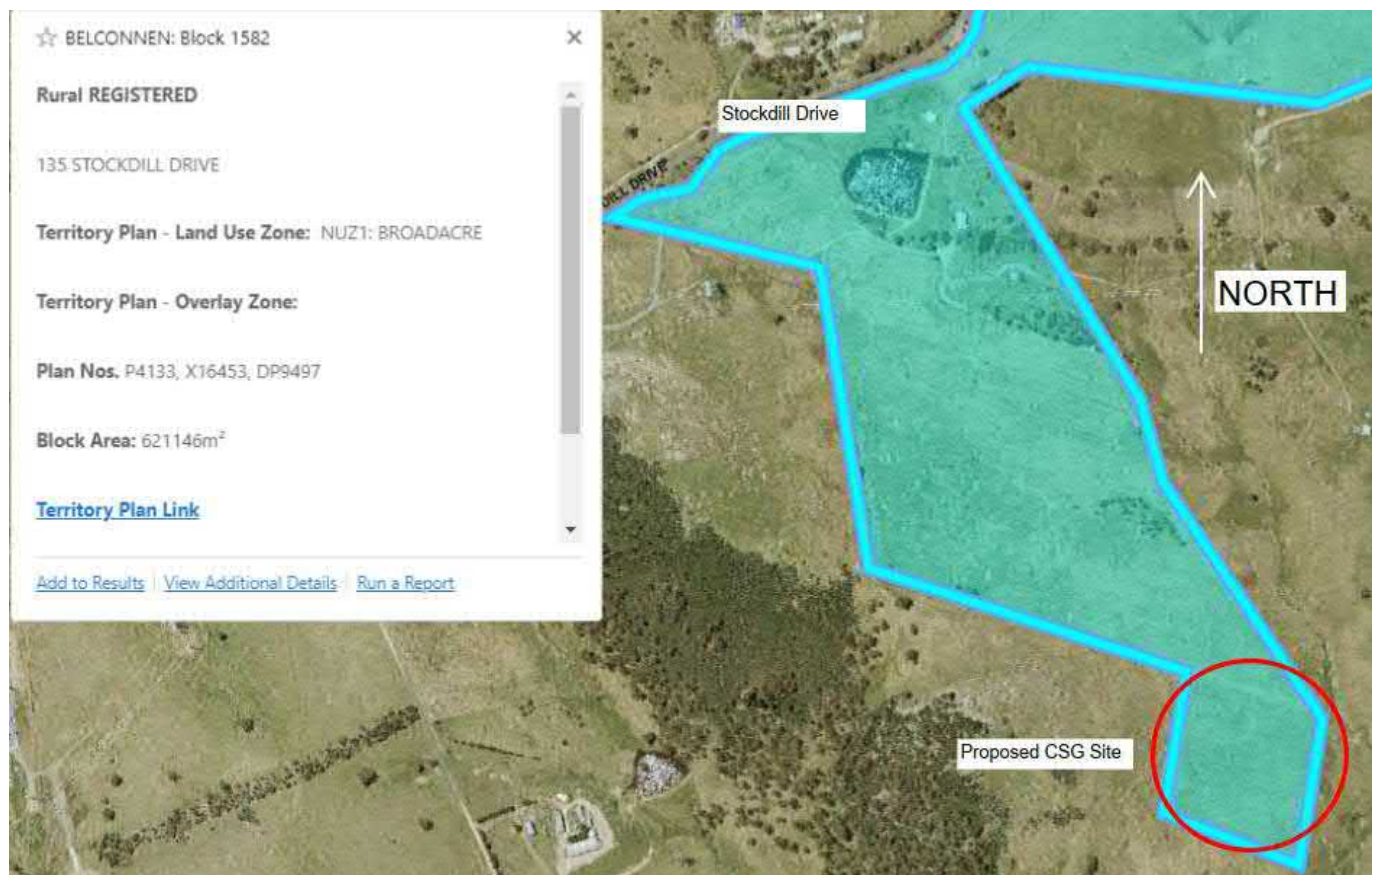 BELCONNEN: Block 1582
Rural REGISTERED
135 STOCKDILL DRIVE
Territory Plan - Land Use Zone: NUZ1: BROADACRE
Territory Plan - Overlay Zone:
Plan Nos. P4133, X16453, DP9497
Block Area: 621146m²
Territory Plan Link
Add to Results View Additional Details Run a Report
Stockdill Drive
DRIVE
NORTH
Proposed CSG Site